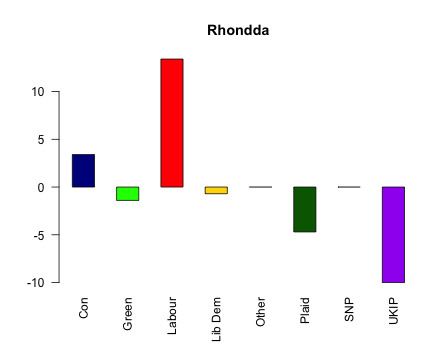 Rhondda
10
5
0
-5
-10
Con
Green
Labour
Lib Dem
Other
Plaid
SNP
UKIP